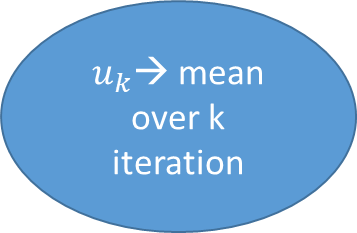 u_k → mean
over k
iteration